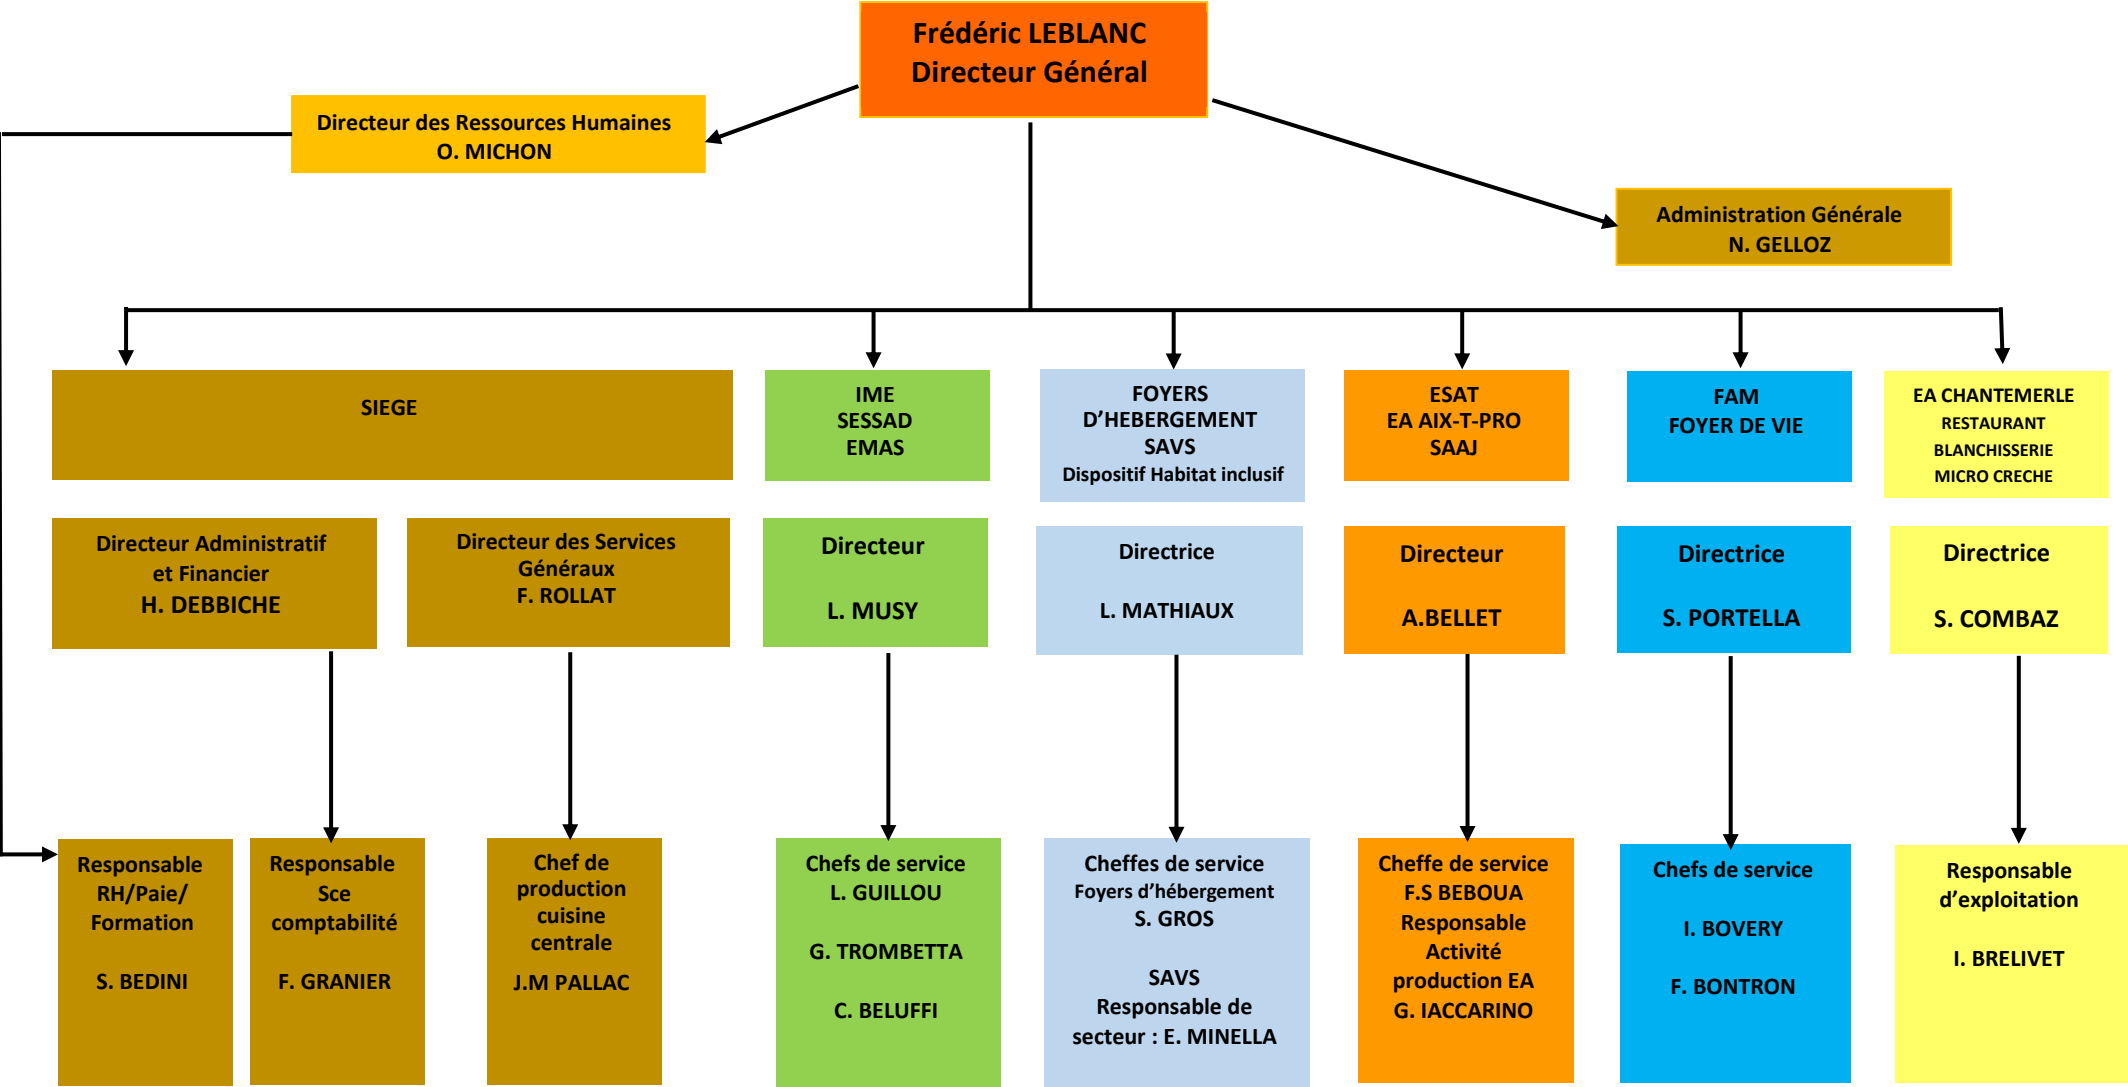 Frédéric LEBLANC
Directeur Général
Directeur des Ressources Humaines
O. MICHON
Administration Générale
N. GELLOZ
SIEGE
IME
SESSAD
EMAS
FOYERS
D’HEBERGEMENT
SAVS
Dispositif Habitat inclusif
ESAT
EA AIX-T-PRO
SAAJ
FAM
FOYER DE VIE
EA CHANTEMERLE
RESTAURANT
BLANCHISSERIE
MICRO CRECHE
Directeur Administratif
et Financier
H. DEBBICHE
Directeur des Services
Généraux
F. ROLLAT
Directeur
L. MUSY
Directrice
L. MATHIAUX
Directeur
A.BELLET
Directrice
S. PORTELLA
Directrice
S. COMBAZ
Responsable
RH/Paie/
Formation
S. BEDINI
Responsable
Sce
comptabilité
F. GRANIER
Chef de
production
cuisine
centrale
J.M PALLAC
Chefs de service
L. GUILLOU
G. TROMBETTA
C. BELUFFI
Cheffes de service
Foyers d’hébergement
S. GROS
SAVS
Responsable de
secteur : E. MINELLA
Cheffe de service
F.S BEBOUA
Responsable
Activité
production EA
G. IACCARINO
Chefs de service
I. BOVERY
F. BONTRON
Responsable
d’exploitation
I. BRELIVET